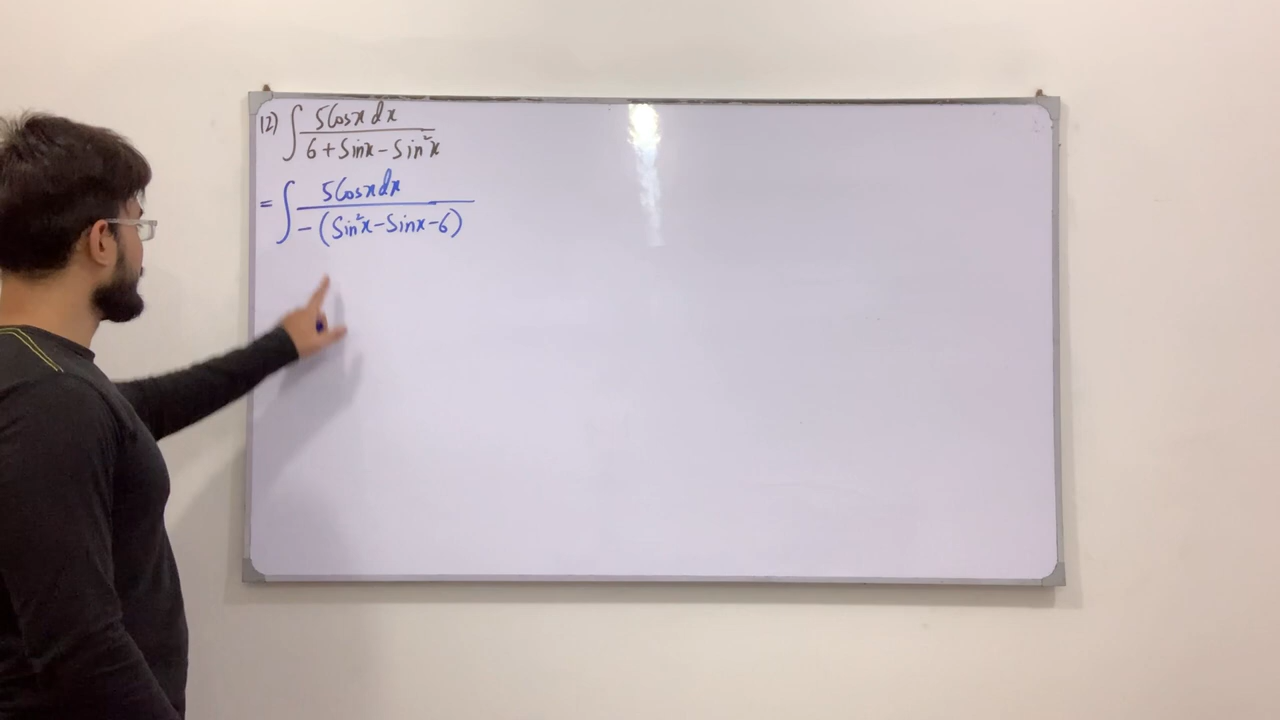 12) ∫ 5Cosx dx / 6 + Sinx - Sin²x
= ∫ 5Cosx dx / -(Sin²x - Sinx - 6)